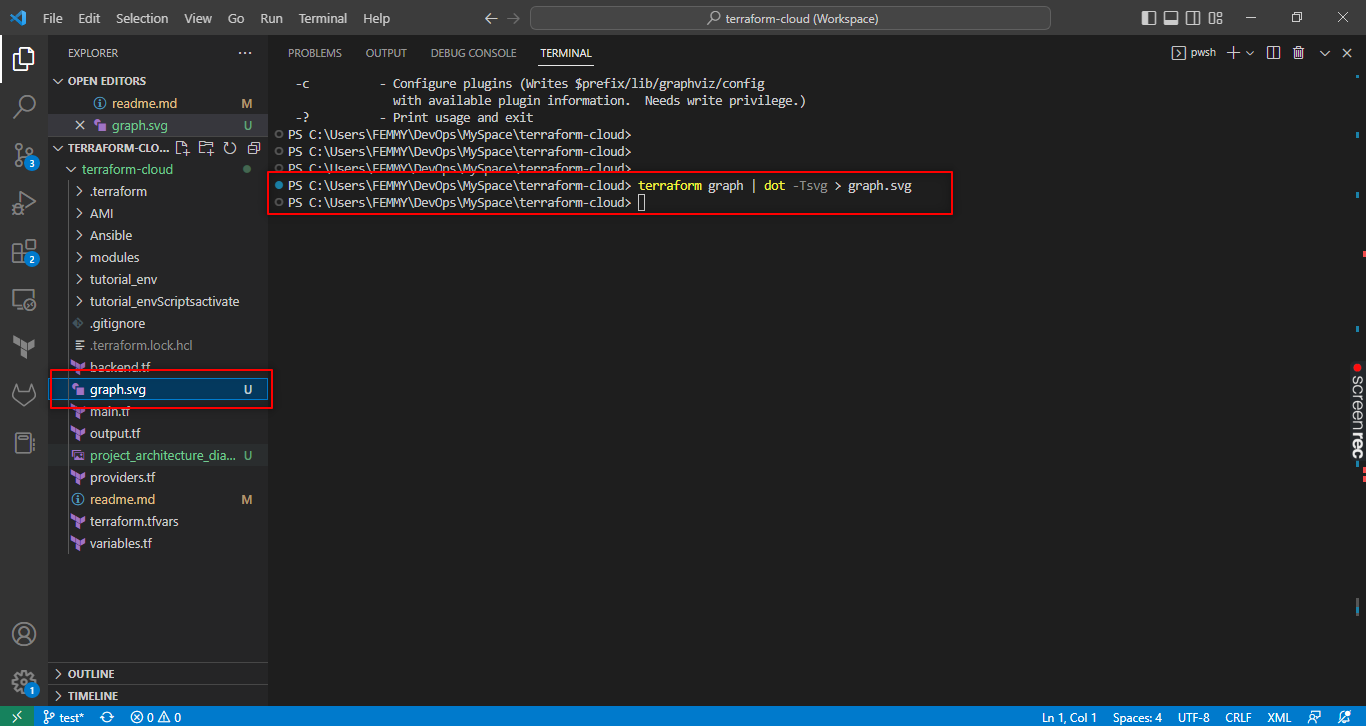 File Edit Selection View Go Run Terminal Help
terraform-cloud (Workspace)
EXPLORER
OPEN EDITORS
readme.md M
graph.svg U
TERRAFORM-CLO...
terraform-cloud
.terraform
AMI
Ansible
modules
tutorial_env
tutorial_envScriptsactivate
.gitignore
.terraform.lock.hcl
backend.tf
graph.svg U
main.tf
output.tf
project_architecture_dia... U
providers.tf
readme.md M
terraform.tfvars
variables.tf
OUTLINE
TIMELINE
3
2
1
PROBLEMS OUTPUT DEBUG CONSOLE TERMINAL
pwsh
-c - Configure plugins (Writes $prefix/lib/graphviz/config
with available plugin information. Needs write privilege.)
-? - Print usage and exit
PS C:\Users\FEMMY\DevOps\MySpace\terraform-cloud>
PS C:\Users\FEMMY\DevOps\MySpace\terraform-cloud>
PS C:\Users\FEMMY\DevOps\MySpace\terraform-cloud>
PS C:\Users\FEMMY\DevOps\MySpace\terraform-cloud> terraform graph | dot -Tsvg > graph.svg
PS C:\Users\FEMMY\DevOps\MySpace\terraform-cloud>
screenrec
test* 0 0
Ln 1, Col 1 Spaces: 4 UTF-8 CRLF XML